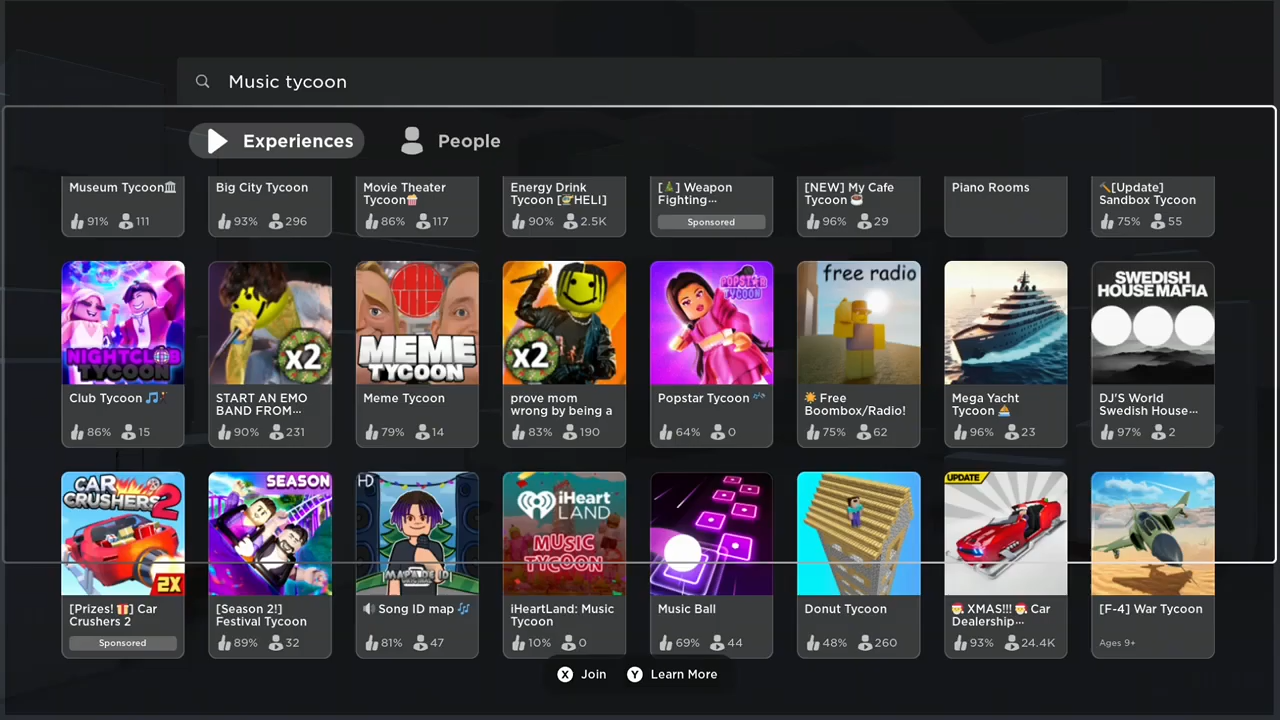 Music tycoon
Experiences
People
Museum Tycoon🏛
91% 111
Big City Tycoon
93% 296
Movie Theater
Tycoon🍿
86% 117
Energy Drink
Tycoon [🚁HELI]
90% 2.5K
[🐍] Weapon
Fighting...
Sponsored
[NEW] My Cafe
Tycoon ☕
96% 29
Piano Rooms
🔨[Update]
Sandbox Tycoon
75% 55
NIGHTCLUB
TYCOON
Club Tycoon 🎵
86% 15
x2
START AN EMO
BAND FROM...
90% 231
MEME
TYCOON
Meme Tycoon
79% 14
x2
prove mom
wrong by being a
83% 190
POPSTAR
TYCOON
Popstar Tycoon 🎶
64% 0
free radio
☀️ Free
Boombox/Radio!
75% 62
Mega Yacht
Tycoon ⛵
96% 23
SWEDISH
HOUSE MAFIA
DJ'S World
Swedish House...
97% 2
CAR
CRUSHERS 2
2X
[Prizes! 🎁] Car
Crushers 2
Sponsored
SEASON
[Season 2!]
Festival Tycoon
89% 32
HD
MAPA DE ID
🔊 Song ID map 🎶
81% 47
iHeart
LAND
MUSIC
TYCOON
iHeartLand: Music
Tycoon
10% 0
Music Ball
69% 44
Donut Tycoon
48% 260
UPDATE
🎅 XMAS!!! 🎅 Car
Dealership...
93% 24.4K
[F-4] War Tycoon
Ages 9+
X Join
Y Learn More